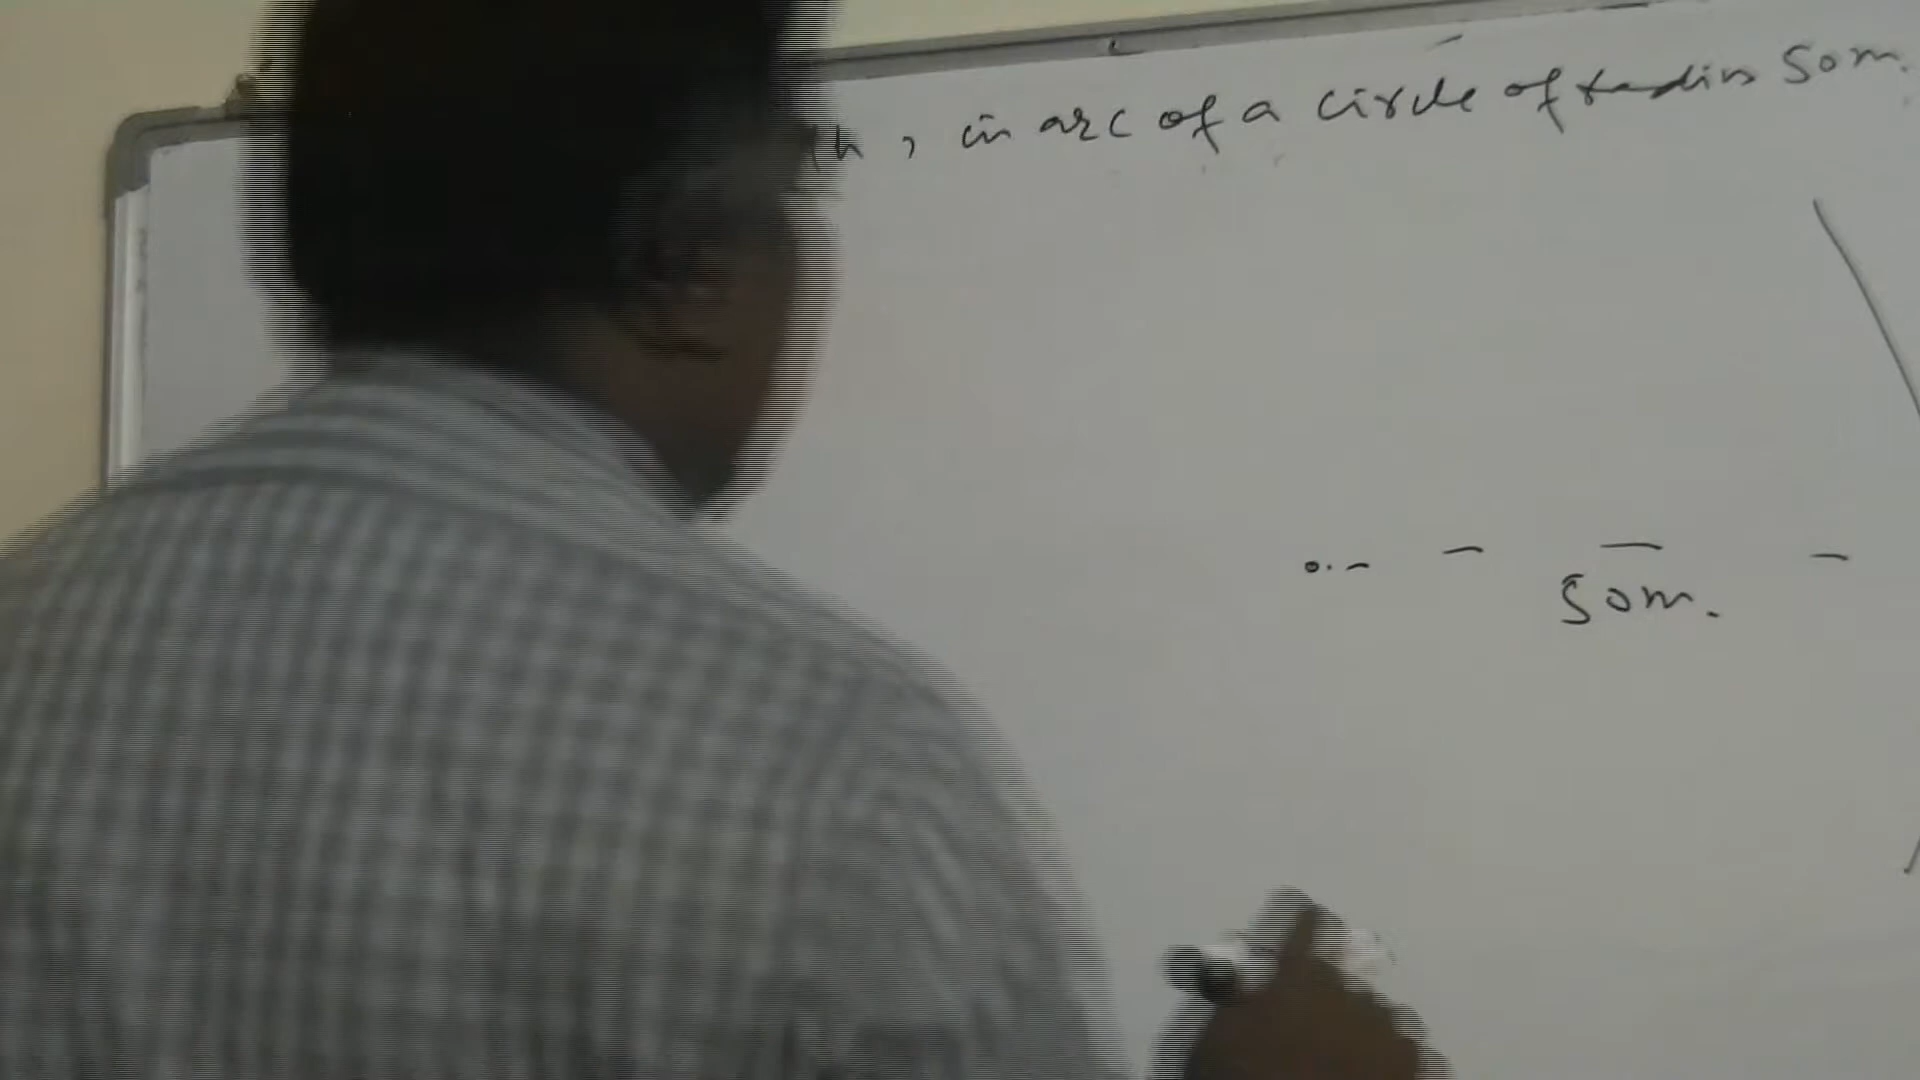 h, in arc of a circle of radius 50m.
50m.